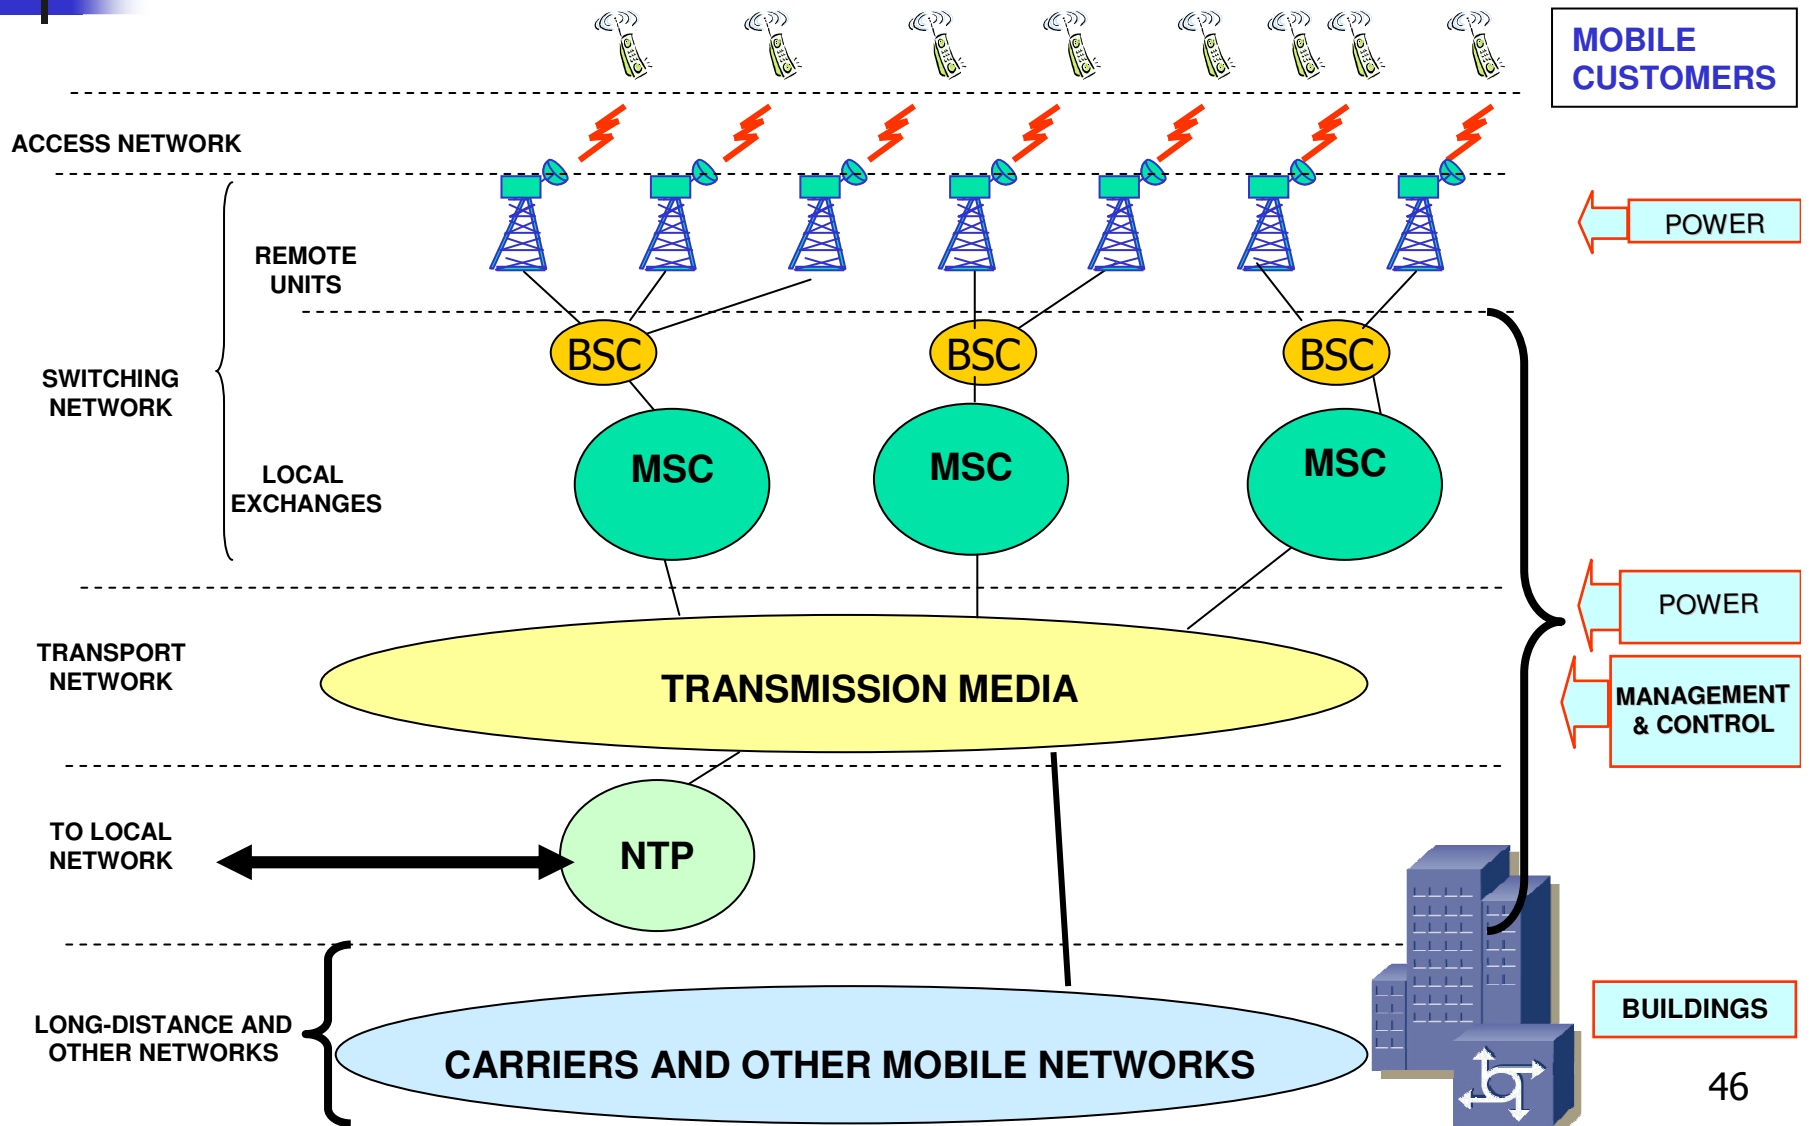 MOBILE
CUSTOMERS
ACCESS NETWORK
POWER
REMOTE
UNITS
BSC
BSC
BSC
SWITCHING
NETWORK
MSC
MSC
MSC
LOCAL
EXCHANGES
POWER
TRANSPORT
NETWORK
TRANSMISSION MEDIA
MANAGEMENT
& CONTROL
TO LOCAL
NETWORK
NTP
LONG-DISTANCE AND
OTHER NETWORKS
CARRIERS AND OTHER MOBILE NETWORKS
BUILDINGS
46